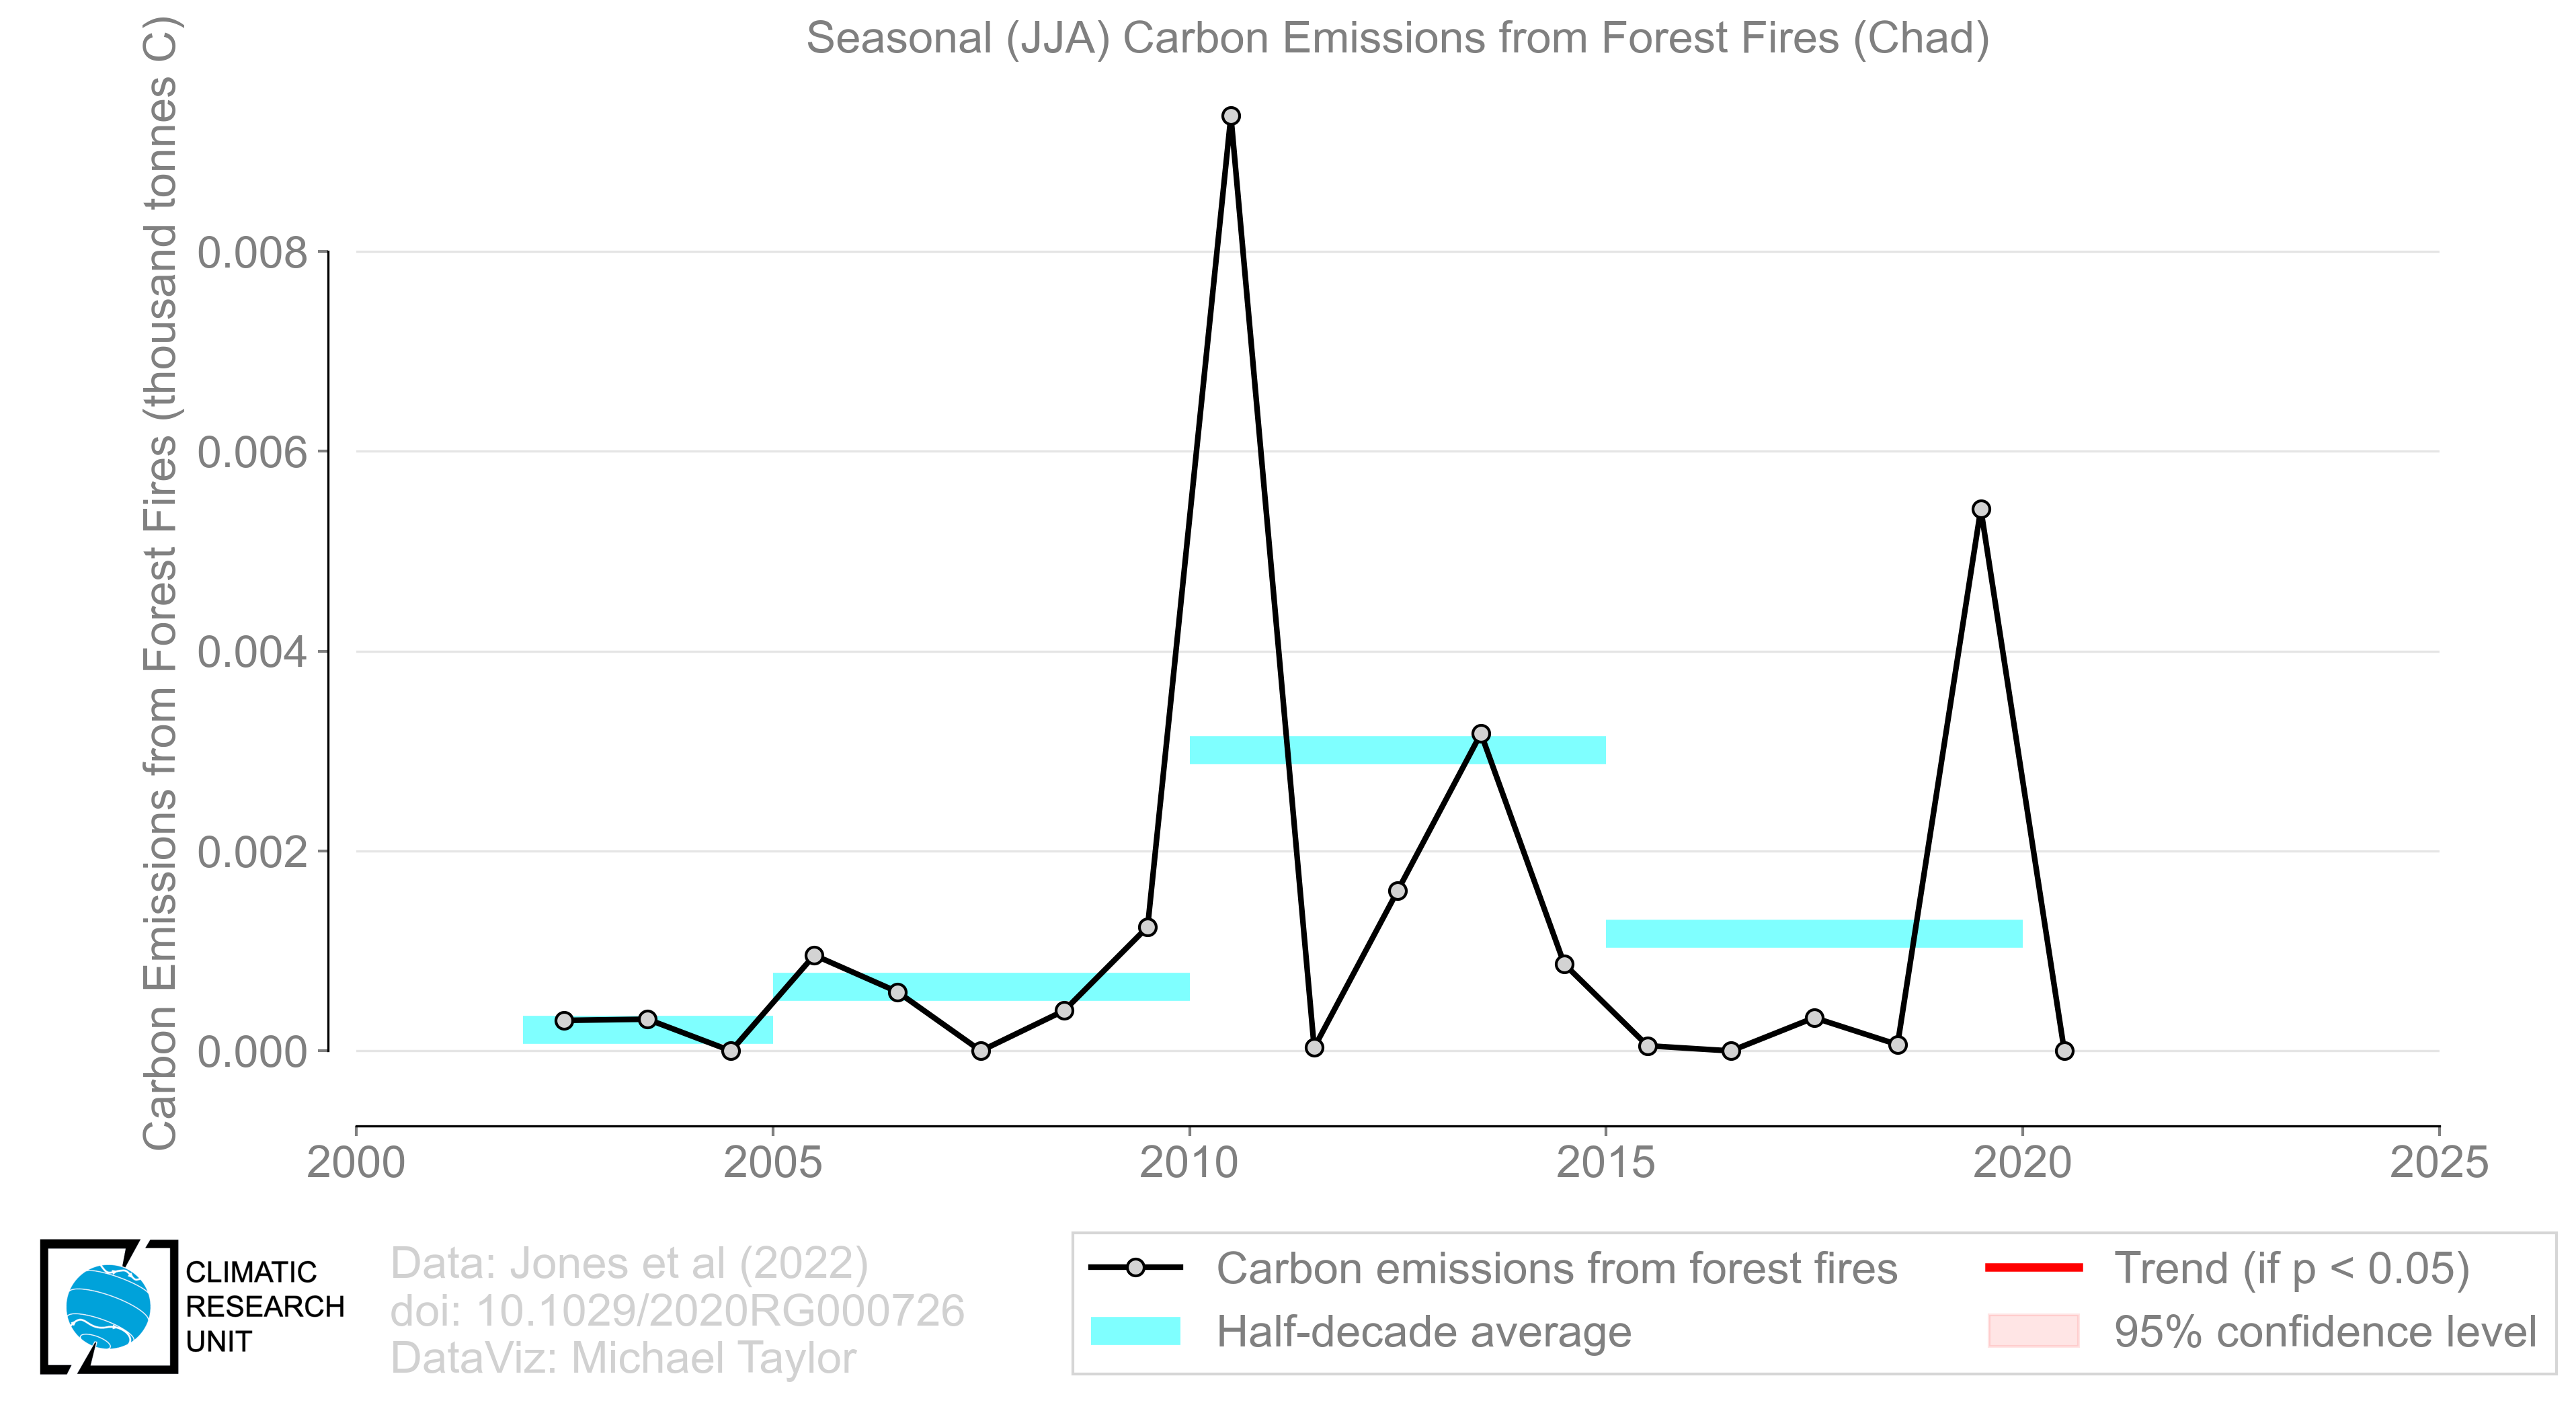 Seasonal (JJA) Carbon Emissions from Forest Fires (Chad)
Carbon Emissions from Forest Fires (thousand tonnes C)
0.008
0.006
0.004
0.002
0.000
2000
2005
2010
2015
2020
2025
CLIMATIC
RESEARCH
UNIT
Data: Jones et al (2022)
doi: 10.1029/2020RG000726
DataViz: Michael Taylor
Carbon emissions from forest fires
Half-decade average
Trend (if p < 0.05)
95% confidence level